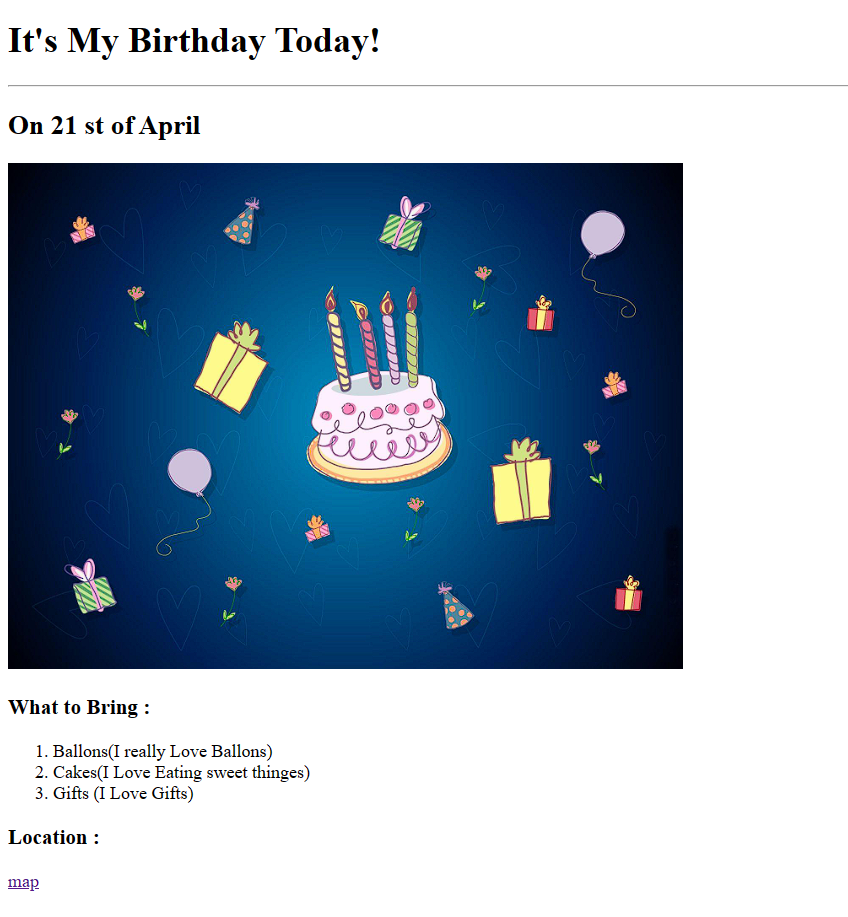 It's My Birthday Today!
On 21 st of April
What to Bring :
1. Ballons(I really Love Ballons)
2. Cakes(I Love Eating sweet thinges)
3. Gifts (I Love Gifts)
Location :
map